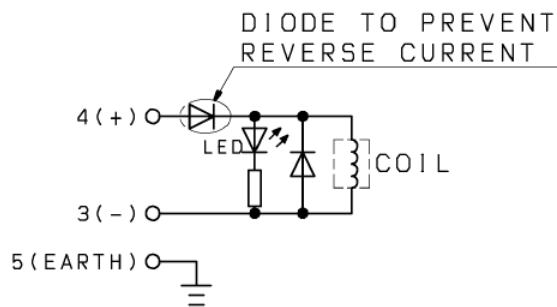 DIODE TO PREVENT
REVERSE CURRENT
4(+)
LED
COIL
3(-)
5(EARTH)